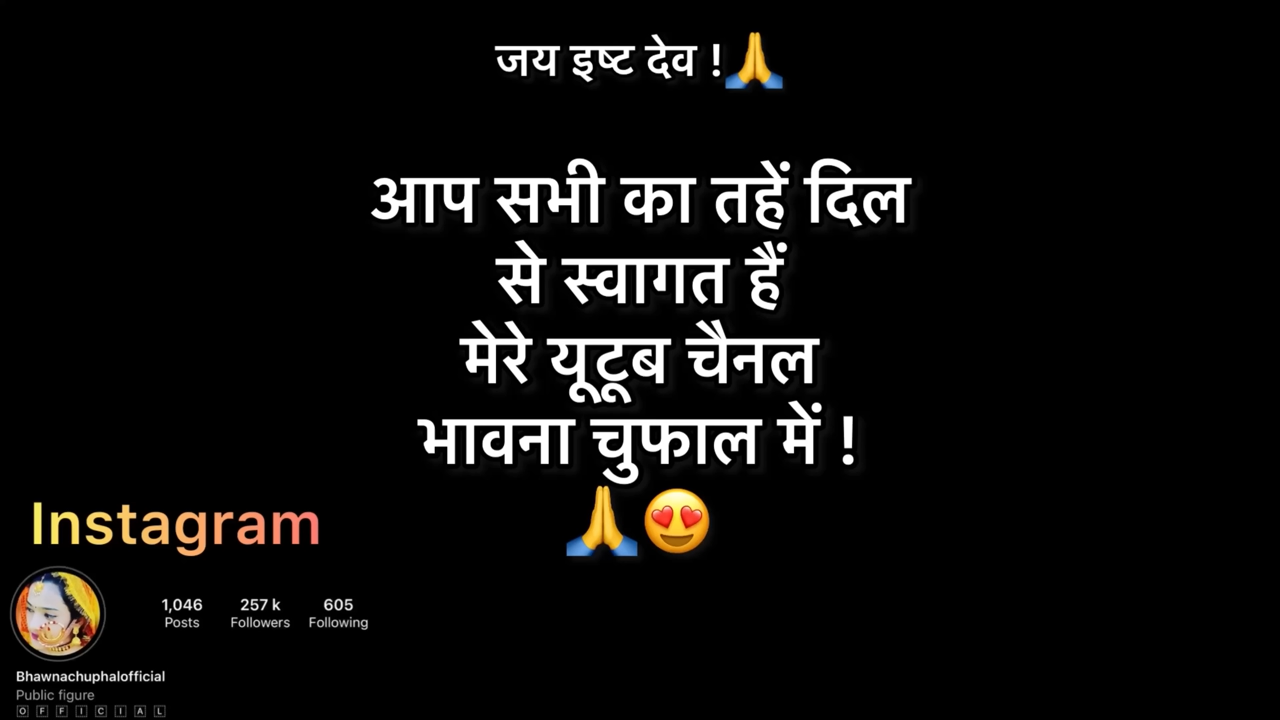 जय इष्ट देव !🙏
आप सभी का तहें दिल
से स्वागत हैं
मेरे यूटूब चैनल
भावना चुफाल में !
🙏😍
Instagram
1,046 257 k 605
Posts Followers Following
Bhawnachuphalofficial
Public figure
🄾 🄵 🄵 🄸 🄲 🄸 🄰 🄻